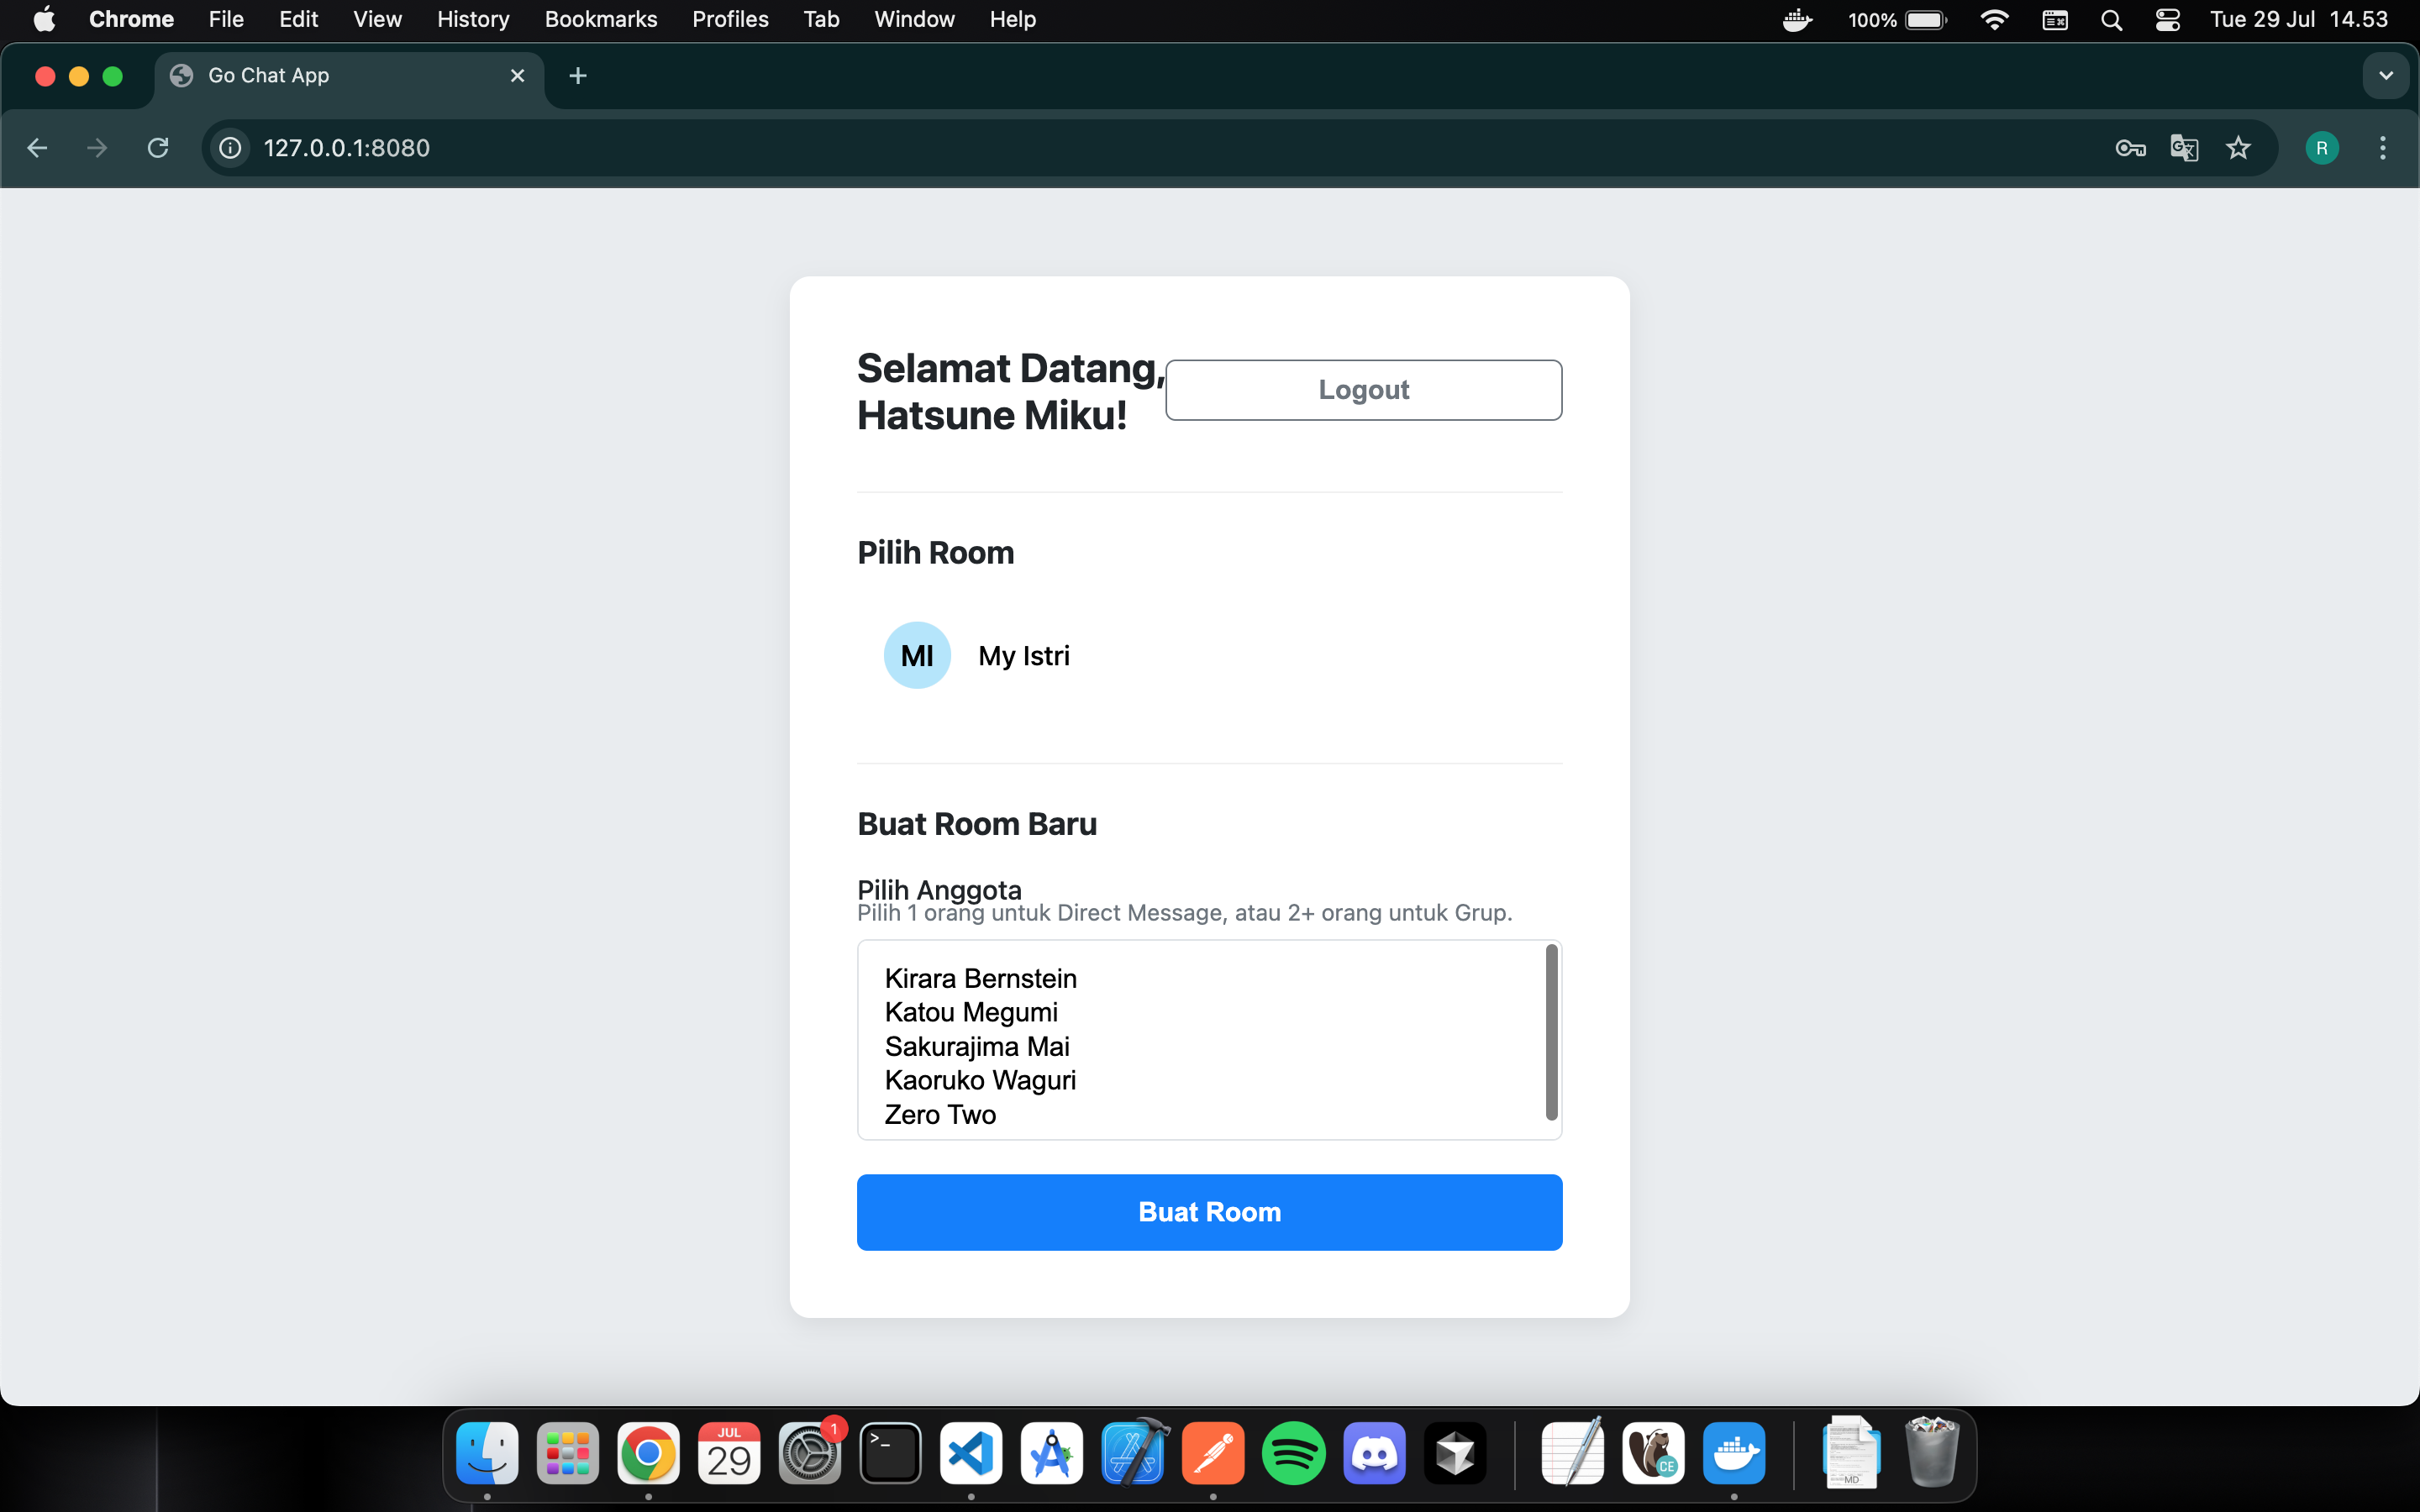 Chrome File Edit View History Bookmarks Profiles Tab Window Help 100% Tue 29 Jul 14.53
Go Chat App
127.0.0.1:8080
R
Selamat Datang,
Hatsune Miku!
Logout
Pilih Room
MI My Istri
Buat Room Baru
Pilih Anggota
Pilih 1 orang untuk Direct Message, atau 2+ orang untuk Grup.
Kirara Bernstein
Katou Megumi
Sakurajima Mai
Kaoruko Waguri
Zero Two
Buat Room
JUL
29
1
>_
CE
MD